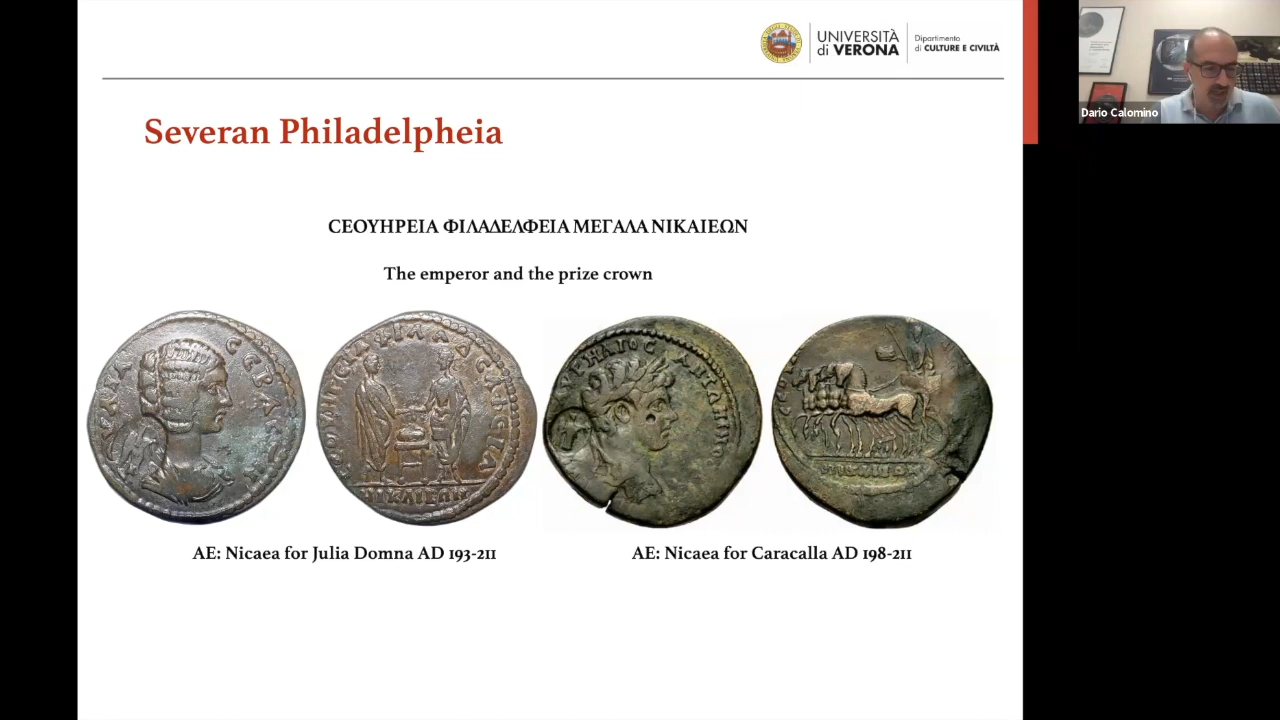 UNIVERSITÀ
di VERONA
Dipartimento
di CULTURE E CIVILTÀ
Dario Calomino
Severan Philadelpheia
СЕΟΥΗΡΕΙΑ ΦΙΛΑΔΕΛΦΕΙΑ ΜΕΓΑΛΑ ΝΙΚΑΙΕΩΝ
The emperor and the prize crown
ΝΙΚΑΙΕΩΝ
AE: Nicaea for Julia Domna AD 193-211
AE: Nicaea for Caracalla AD 198-211